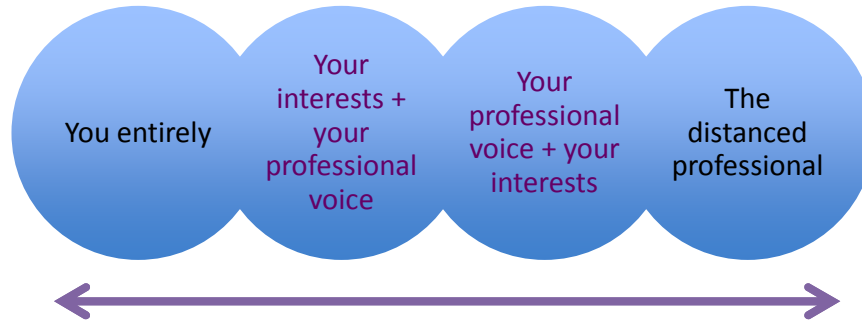 You entirely
Your
interests +
your
professional
voice
Your
professional
voice + your
interests
The
distanced
professional